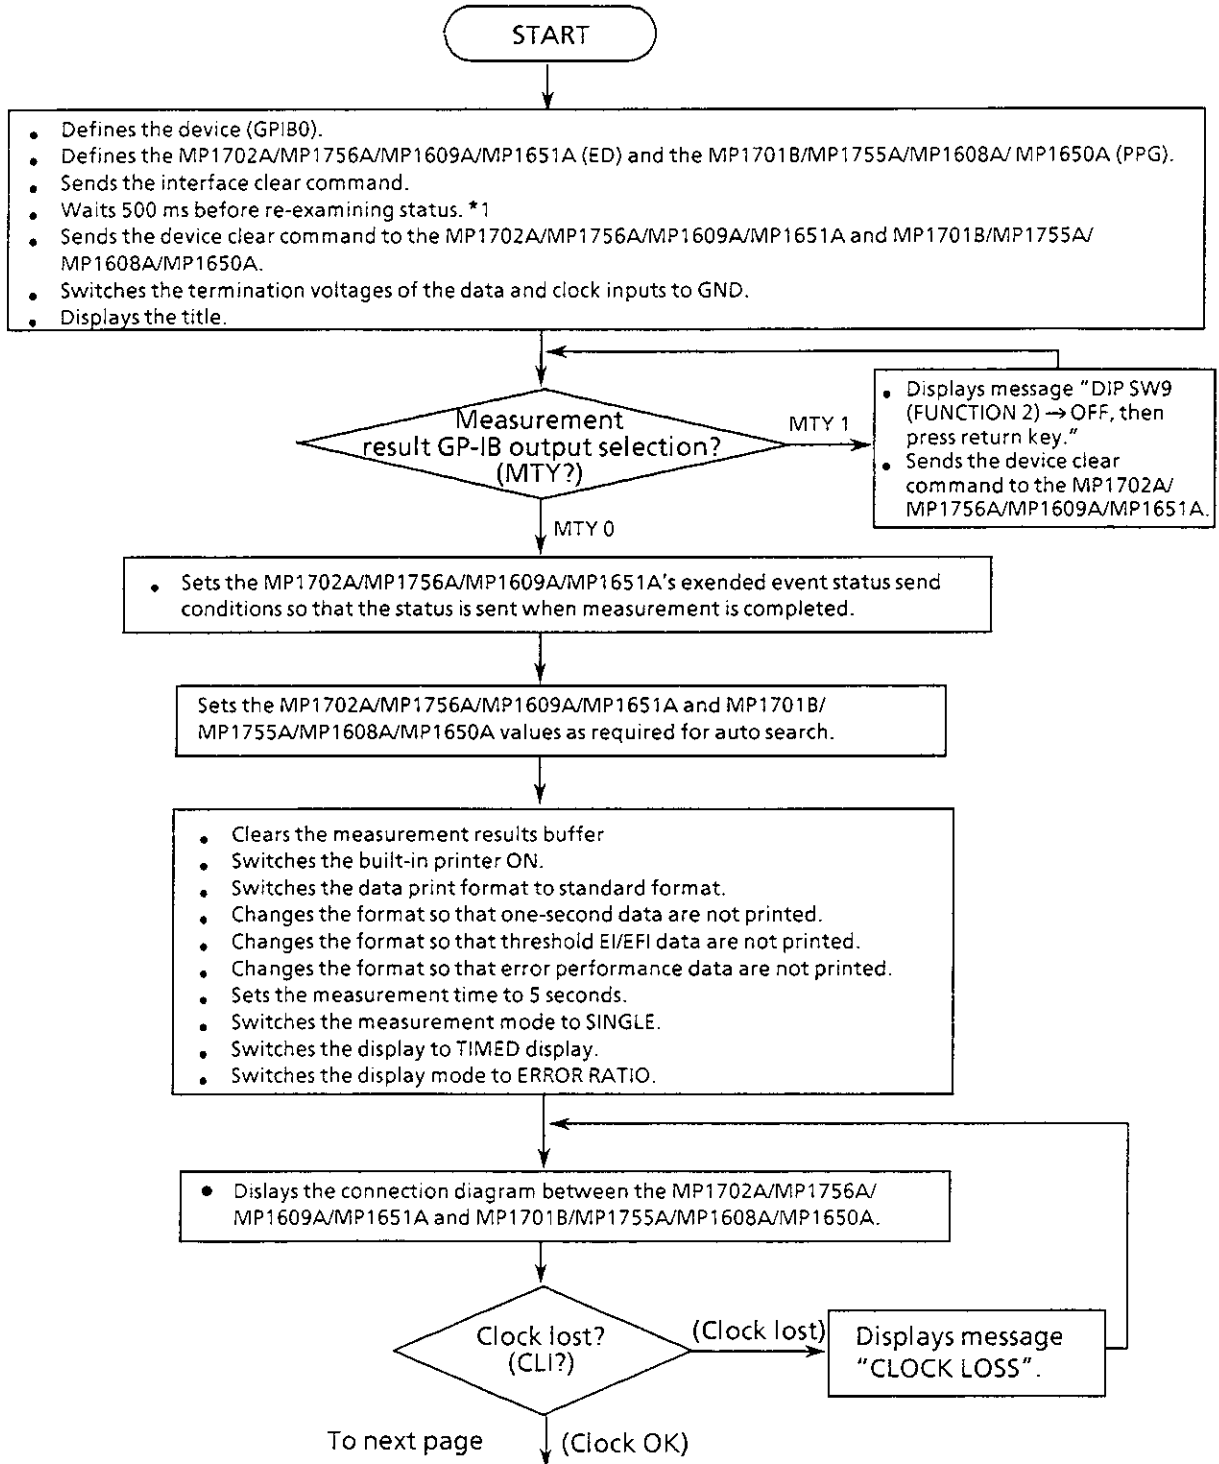 START
• Defines the device (GPIB0).
• Defines the MP1702A/MP1756A/MP1609A/MP1651A (ED) and the MP1701B/MP1755A/MP1608A/ MP1650A (PPG).
• Sends the interface clear command.
• Waits 500 ms before re-examining status. *1
• Sends the device clear command to the MP1702A/MP1756A/MP1609A/MP1651A and MP1701B/MP1755A/
MP1608A/MP1650A.
• Switches the termination voltages of the data and clock inputs to GND.
• Displays the title.
Measurement
result GP-IB output selection?
(MTY?)
MTY 1
• Displays message "DIP SW9
(FUNCTION 2) → OFF, then
press return key."
• Sends the device clear
command to the MP1702A/
MP1756A/MP1609A/MP1651A.
MTY 0
• Sets the MP1702A/MP1756A/MP1609A/MP1651A's exended event status send
conditions so that the status is sent when measurement is completed.
Sets the MP1702A/MP1756A/MP1609A/MP1651A and MP1701B/
MP1755A/MP1608A/MP1650A values as required for auto search.
• Clears the measurement results buffer
• Switches the built-in printer ON.
• Switches the data print format to standard format.
• Changes the format so that one-second data are not printed.
• Changes the format so that threshold EI/EFI data are not printed.
• Changes the format so that error performance data are not printed.
• Sets the measurement time to 5 seconds.
• Switches the measurement mode to SINGLE.
• Switches the display to TIMED display.
• Switches the display mode to ERROR RATIO.
• Dislays the connection diagram between the MP1702A/MP1756A/
MP1609A/MP1651A and MP1701B/MP1755A/MP1608A/MP1650A.
Clock lost?
(CLI?)
(Clock lost)
Displays message
"CLOCK LOSS".
To next page
(Clock OK)